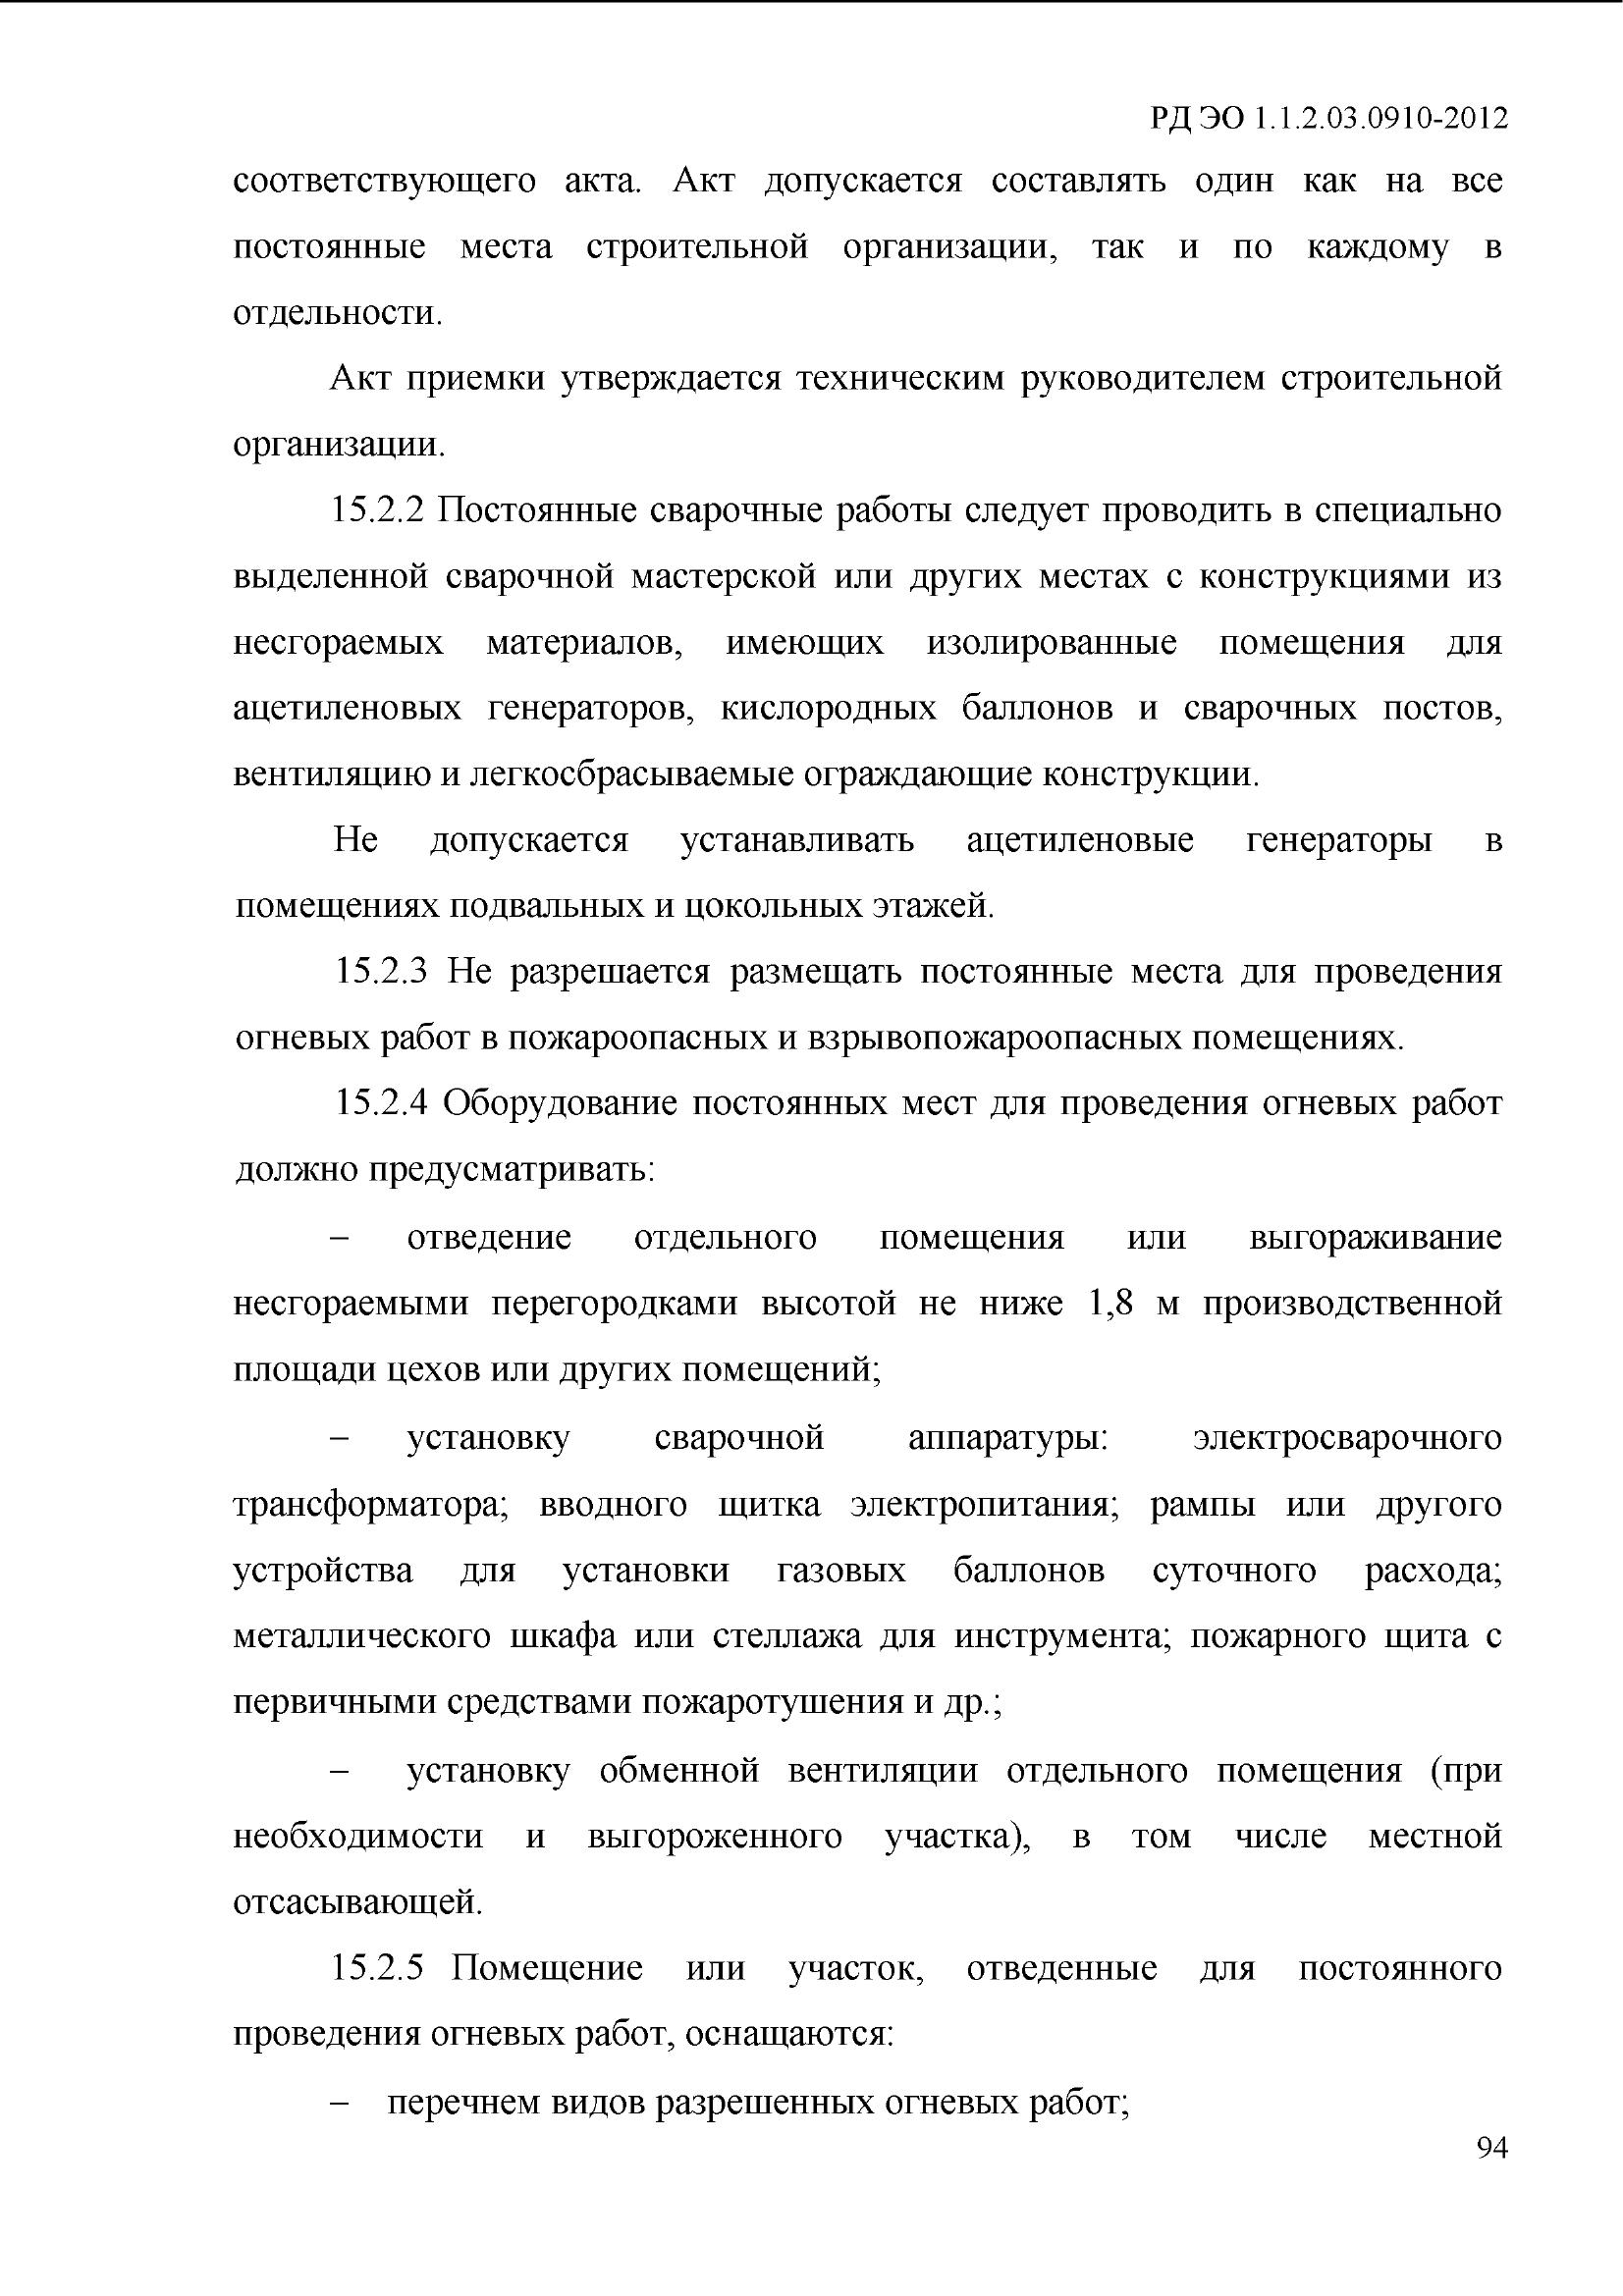 РД ЭО 1.1.2.03.0910-2012
соответствующего акта. Акт допускается составлять один как на все
постоянные места строительной организации, так и по каждому в
отдельности.
Акт приемки утверждается техническим руководителем строительной
организации.
15.2.2 Постоянные сварочные работы следует проводить в специально
выделенной сварочной мастерской или других местах с конструкциями из
несгораемых материалов, имеющих изолированные помещения для
ацетиленовых генераторов, кислородных баллонов и сварочных постов,
вентиляцию и легкосбрасываемые ограждающие конструкции.
Не допускается устанавливать ацетиленовые генераторы в
помещениях подвальных и цокольных этажей.
15.2.3 Не разрешается размещать постоянные места для проведения
огневых работ в пожароопасных и взрывопожароопасных помещениях.
15.2.4 Оборудование постоянных мест для проведения огневых работ
должно предусматривать:
– отведение отдельного помещения или выгораживание
несгораемыми перегородками высотой не ниже 1,8 м производственной
площади цехов или других помещений;
– установку сварочной аппаратуры: электросварочного
трансформатора; вводного щитка электропитания; рампы или другого
устройства для установки газовых баллонов суточного расхода;
металлического шкафа или стеллажа для инструмента; пожарного щита с
первичными средствами пожаротушения и др.;
– установку обменной вентиляции отдельного помещения (при
необходимости и выгороженного участка), в том числе местной
отсасывающей.
15.2.5 Помещение или участок, отведенные для постоянного
проведения огневых работ, оснащаются:
– перечнем видов разрешенных огневых работ;
94